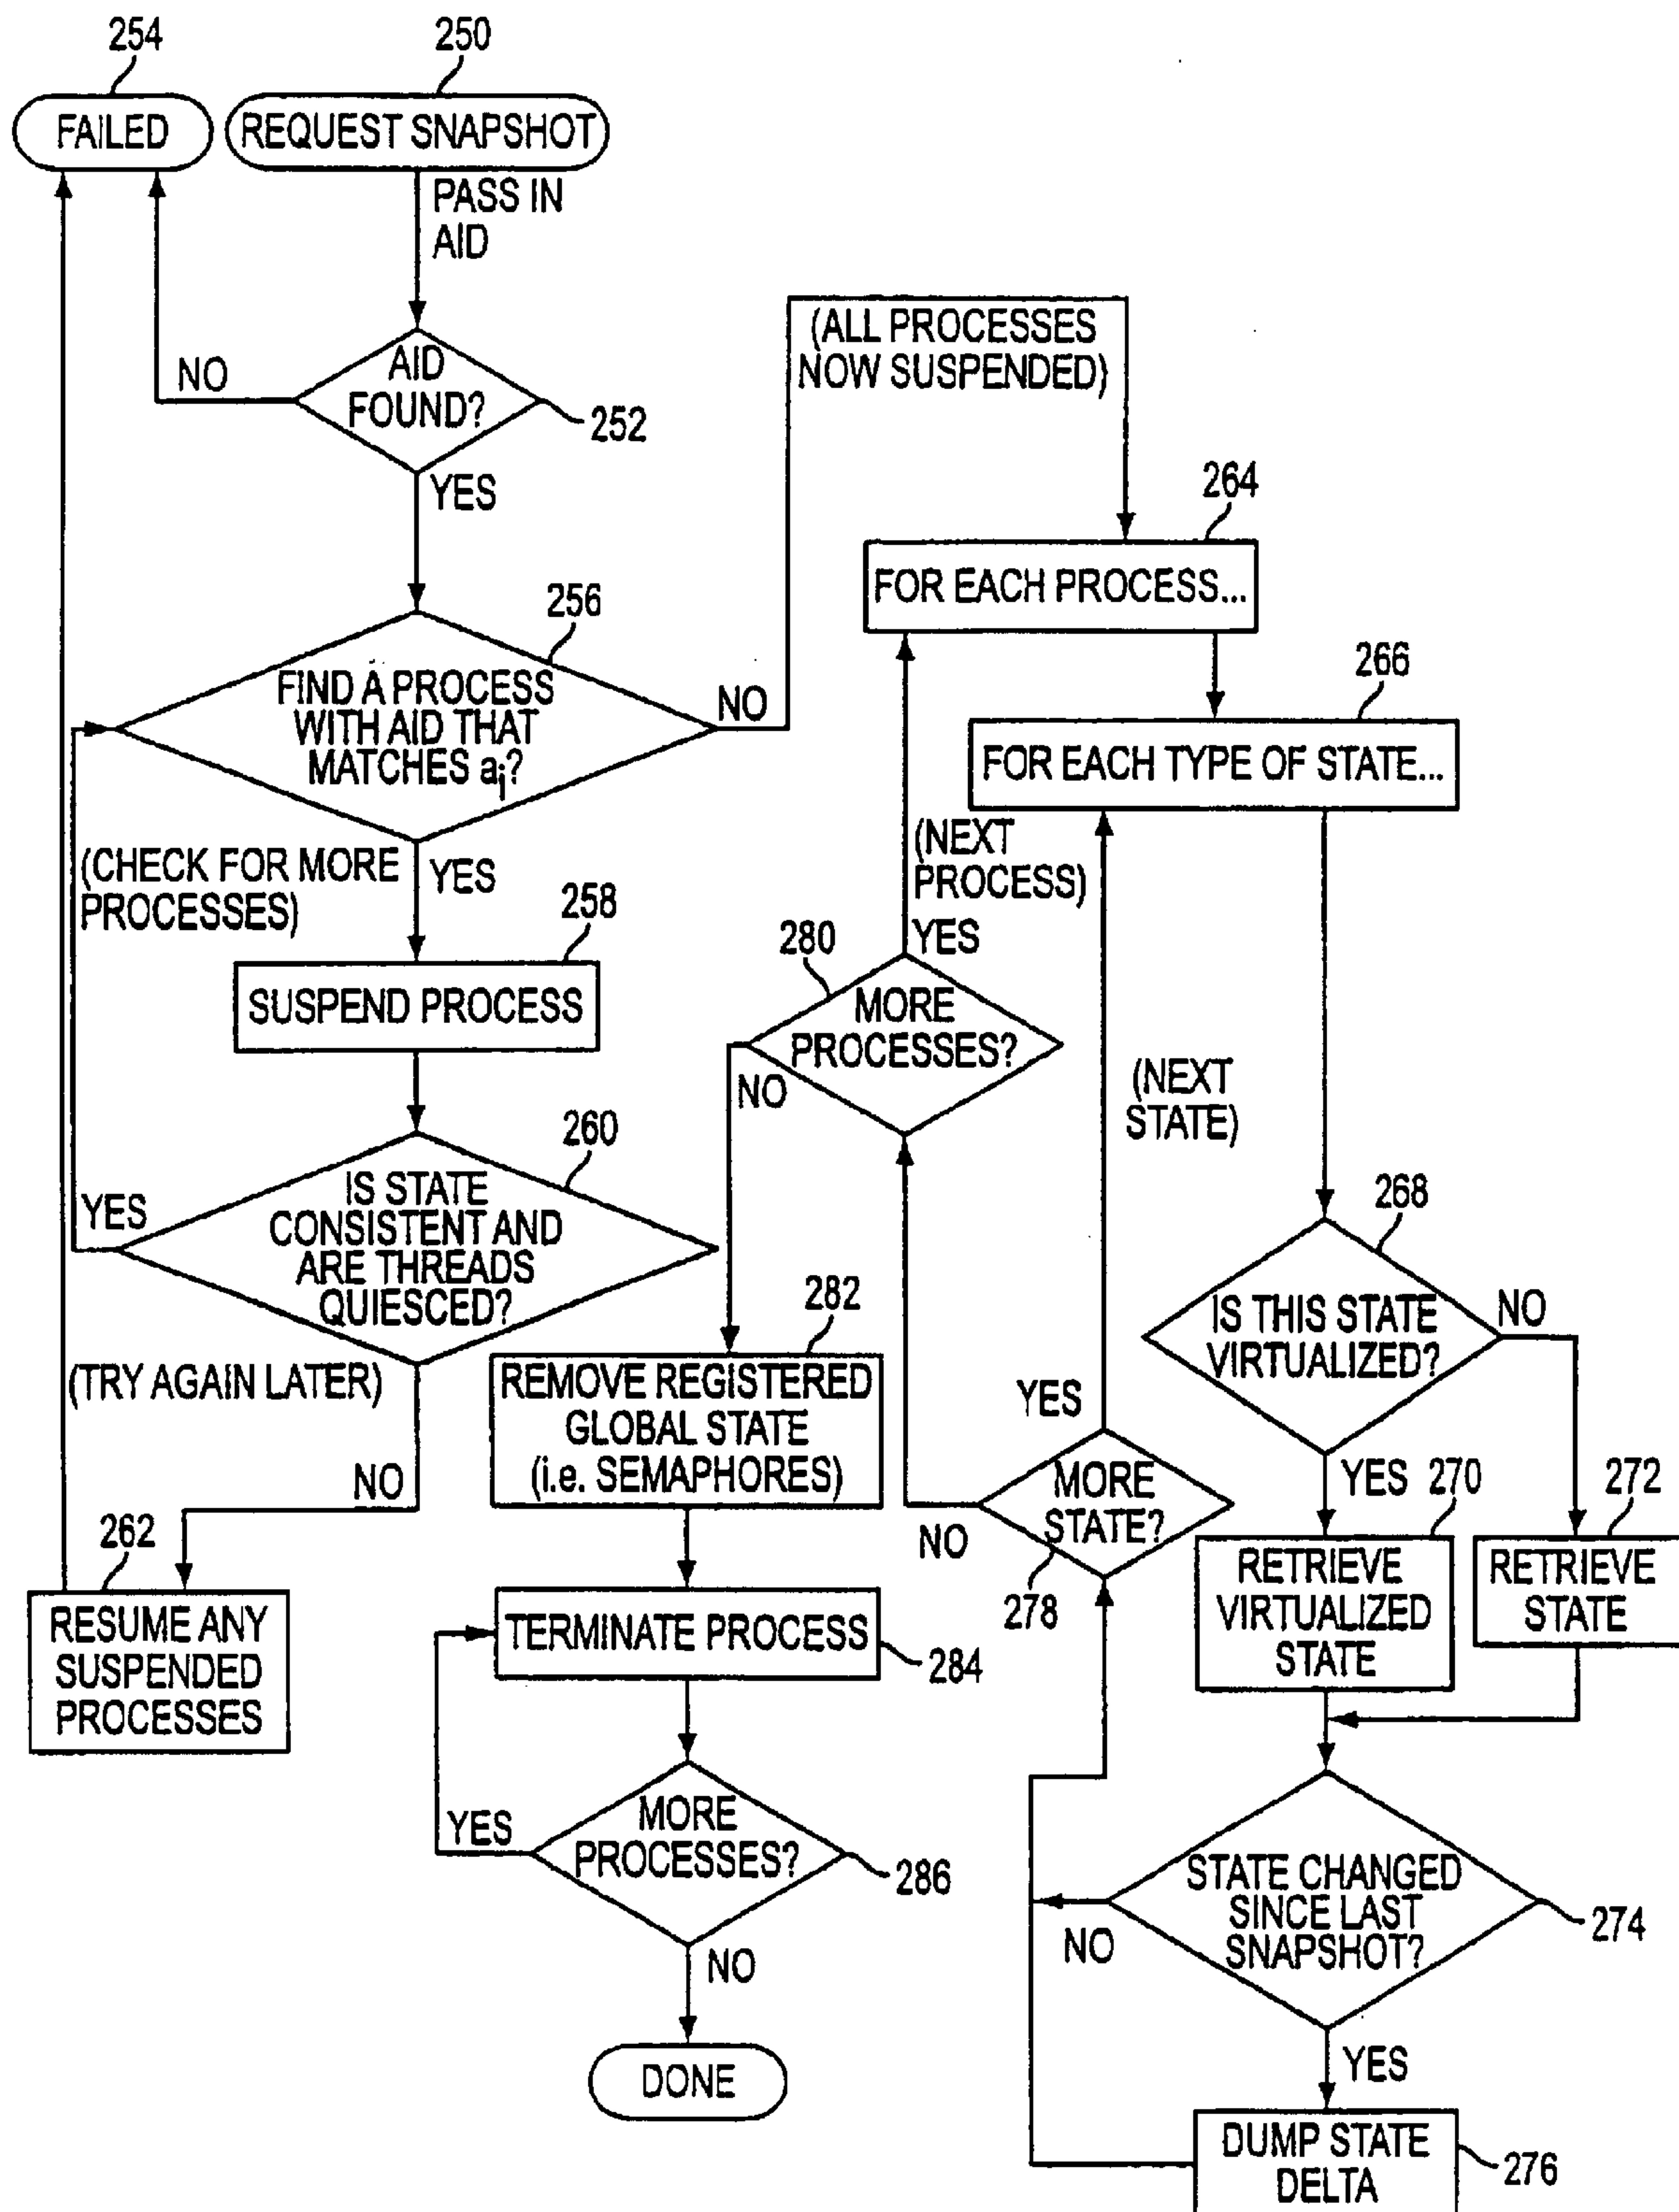 254
250
FAILED
REQUEST SNAPSHOT
PASS IN
AID
AID
FOUND?
NO
252
YES
(ALL PROCESSES
NOW SUSPENDED)
264
FOR EACH PROCESS...
256
FIND A PROCESS
WITH AID THAT
MATCHES aj?
NO
266
FOR EACH TYPE OF STATE...
(CHECK FOR MORE
PROCESSES)
YES
258
SUSPEND PROCESS
(NEXT
PROCESS)
YES
280
MORE
PROCESSES?
NO
(NEXT
STATE)
260
IS STATE
CONSISTENT AND
ARE THREADS
QUIESCED?
YES
(TRY AGAIN LATER)
NO
262
RESUME ANY
SUSPENDED
PROCESSES
282
REMOVE REGISTERED
GLOBAL STATE
(i.e. SEMAPHORES)
TERMINATE PROCESS
284
MORE
PROCESSES?
YES
286
NO
DONE
268
IS THIS STATE
VIRTUALIZED?
NO
YES
270
RETRIEVE
VIRTUALIZED
STATE
272
RETRIEVE
STATE
YES
MORE
STATE?
NO
278
STATE CHANGED
SINCE LAST
SNAPSHOT?
274
NO
YES
DUMP STATE
DELTA
276